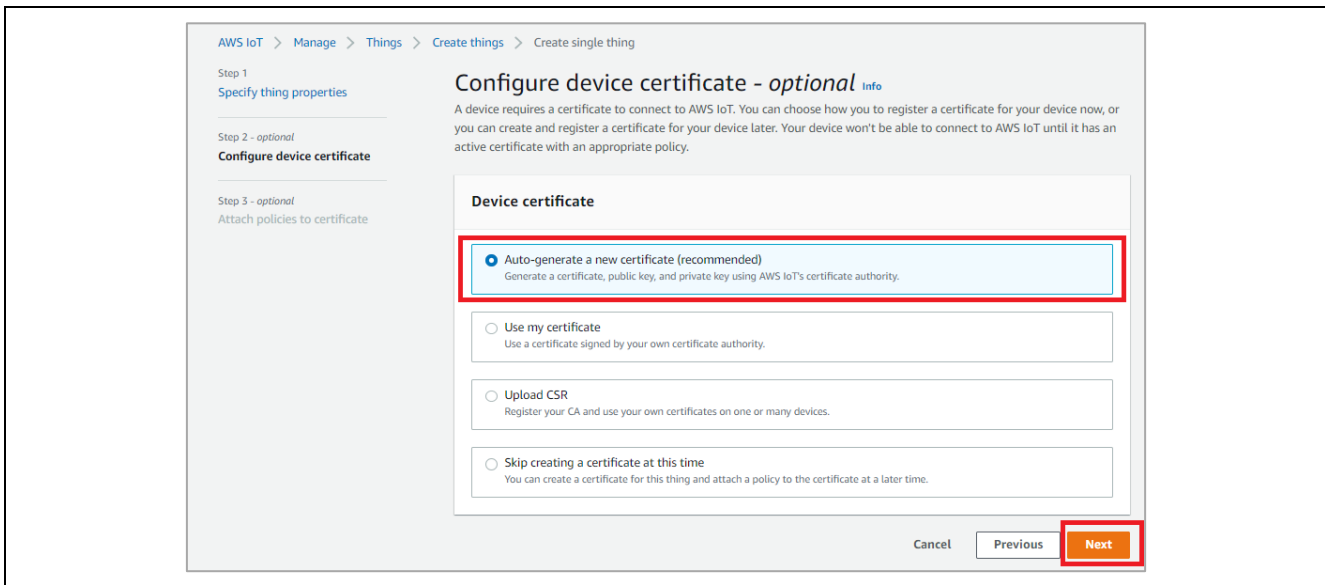 AWS IoT > Manage > Things > Create things > Create single thing
Step 1
Specify thing properties
Step 2 - optional
Configure device certificate
Step 3 - optional
Attach policies to certificate
Configure device certificate - optional Info
A device requires a certificate to connect to AWS IoT. You can choose how you to register a certificate for your device now, or
you can create and register a certificate for your device later. Your device won't be able to connect to AWS IoT until it has an
active certificate with an appropriate policy.
Device certificate
Auto-generate a new certificate (recommended)
Generate a certificate, public key, and private key using AWS IoT's certificate authority.
Use my certificate
Use a certificate signed by your own certificate authority.
Upload CSR
Register your CA and use your own certificates on one or many devices.
Skip creating a certificate at this time
You can create a certificate for this thing and attach a policy to the certificate at a later time.
Cancel Previous Next